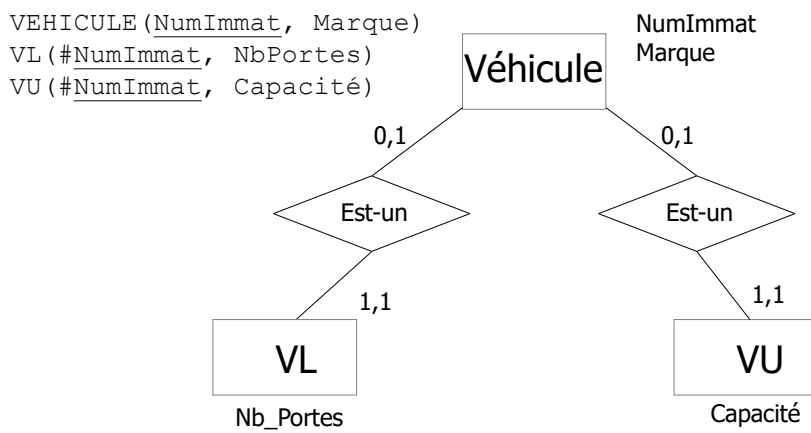 VEHICULE(NumImmat, Marque)
VL(#NumImmat, NbPortes)
VU(#NumImmat, Capacité)
NumImmat
Marque
Véhicule
0,1
0,1
Est-un
Est-un
1,1
1,1
VL
VU
Nb_Portes
Capacité